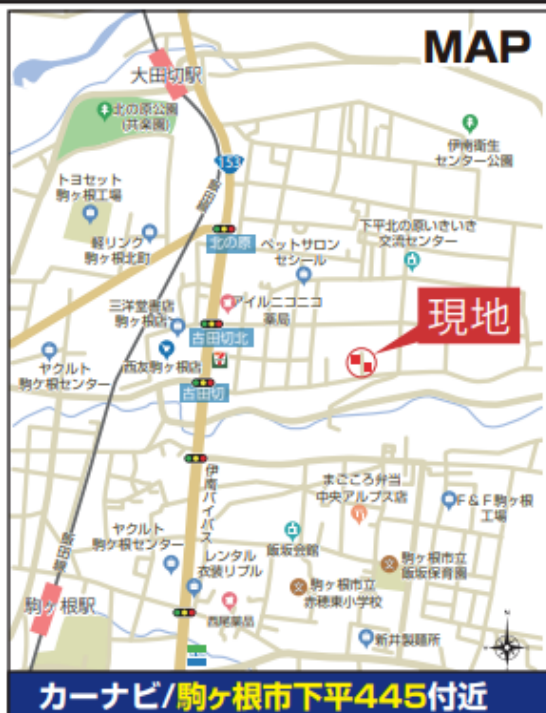 MAP
大田切駅
北の原公園
(共楽園)
153
伊南衛生
センター公園
トヨセット
駒ヶ根工場
飯田線
軽リンク
駒ヶ根北町
北の原
ペットサロン
セシール
下平北の原いきいき
交流センター
三洋堂書店
駒ヶ根店
アイルニコニコ
薬局
現地
古田切北
ヤクルト
駒ケ根センター
西友駒ヶ根店
古田切
伊南バイパス
まごころ弁当
中央アルプス店
F&F駒ヶ根
工場
ヤクルト
駒ケ根センター
飯坂会館
飯田線
レンタル
衣装リプル
駒ヶ根市立
飯坂保育園
駒ヶ根駅
駒ヶ根市立
赤穂東小学校
西尾薬品
新井製麺所
N
カーナビ/駒ヶ根市下平445付近